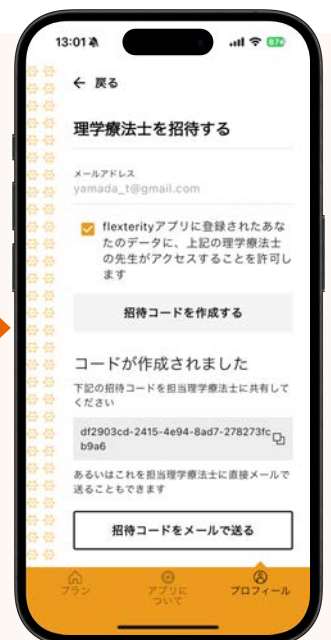 13:01
67
← 戻る
理学療法士を招待する
メールアドレス
yamada_t@gmail.com
flexterityアプリに登録されたあな
たのデータに、上記の理学療法士
の先生がアクセスすることを許可し
ます
招待コードを作成する
コードが作成されました
下記の招待コードを担当理学療法士に共有して
ください
df2903cd-2415-4e94-8ad7-278273fc
b9a6
あるいはこれを担当理学療法士に直接メールで
送ることもできます
招待コードをメールで送る
プラン
アプリに
ついて
プロフィール